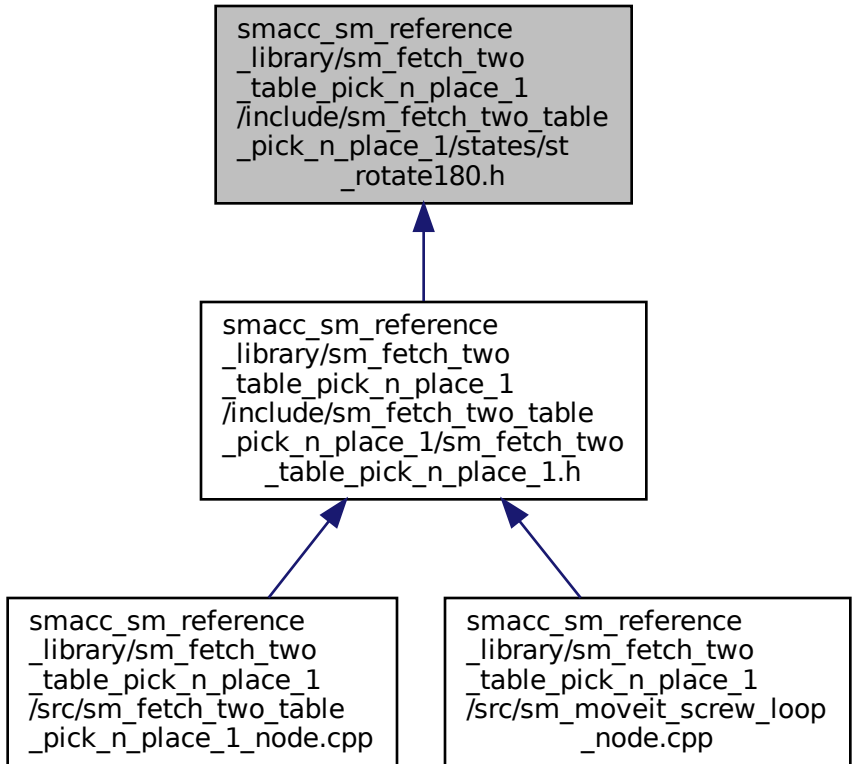 smacc_sm_reference
_library/sm_fetch_two
_table_pick_n_place_1
/include/sm_fetch_two_table
_pick_n_place_1/states/st
_rotate180.h
smacc_sm_reference
_library/sm_fetch_two
_table_pick_n_place_1
/include/sm_fetch_two_table
_pick_n_place_1/sm_fetch_two
_table_pick_n_place_1.h
smacc_sm_reference
_library/sm_fetch_two
_table_pick_n_place_1
/src/sm_fetch_two_table
_pick_n_place_1_node.cpp
smacc_sm_reference
_library/sm_fetch_two
_table_pick_n_place_1
/src/sm_moveit_screw_loop
_node.cpp